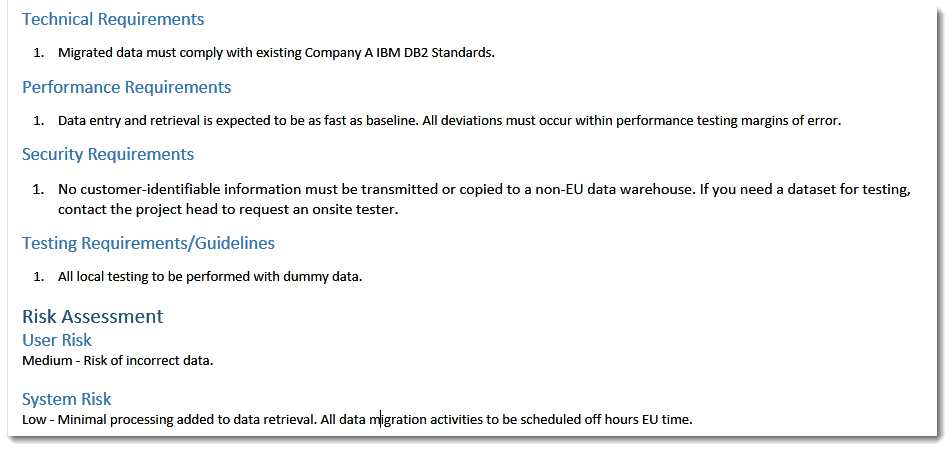 Technical Requirements
1. Migrated data must comply with existing Company A IBM DB2 Standards.
Performance Requirements
1. Data entry and retrieval is expected to be as fast as baseline. All deviations must occur within performance testing margins of error.
Security Requirements
1. No customer-identifiable information must be transmitted or copied to a non-EU data warehouse. If you need a dataset for testing,
contact the project head to request an onsite tester.
Testing Requirements/Guidelines
1. All local testing to be performed with dummy data.
Risk Assessment
User Risk
Medium - Risk of incorrect data.
System Risk
Low - Minimal processing added to data retrieval. All data migration activities to be scheduled off hours EU time.